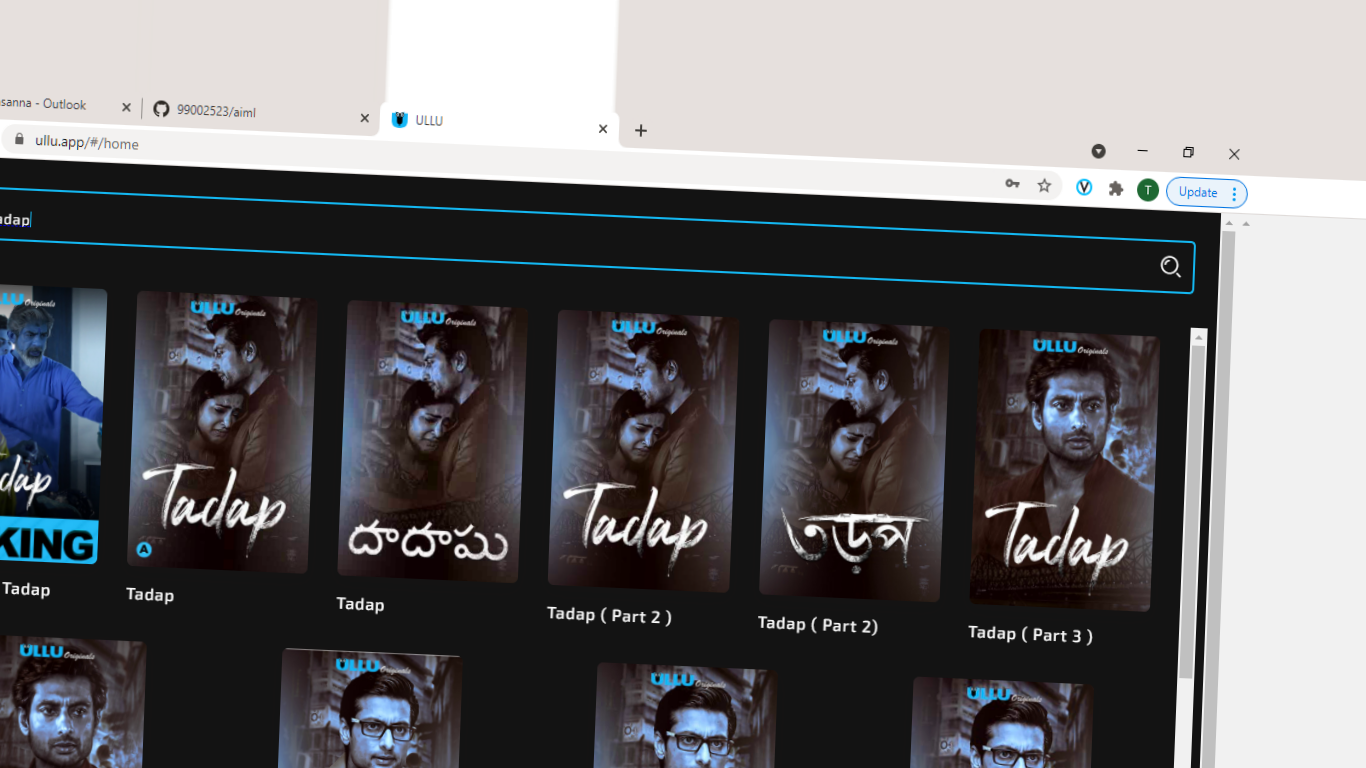 sanna - Outlook
99002523/aiml
ULLU
ullu.app/#/home
Update
T
adap
ULLU Originals
ULLU Originals
ULLU Originals
ULLU Originals
ULLU Originals
LU Originals
dap
KING
Tadap
A
దాదాపు
Tadap
তড়প
Tadap
Tadap
Tadap
Tadap
Tadap ( Part 2 )
Tadap ( Part 2)
Tadap ( Part 3 )
ULLU Originals
ULLU Originals
ULLU Originals
ULLU Originals